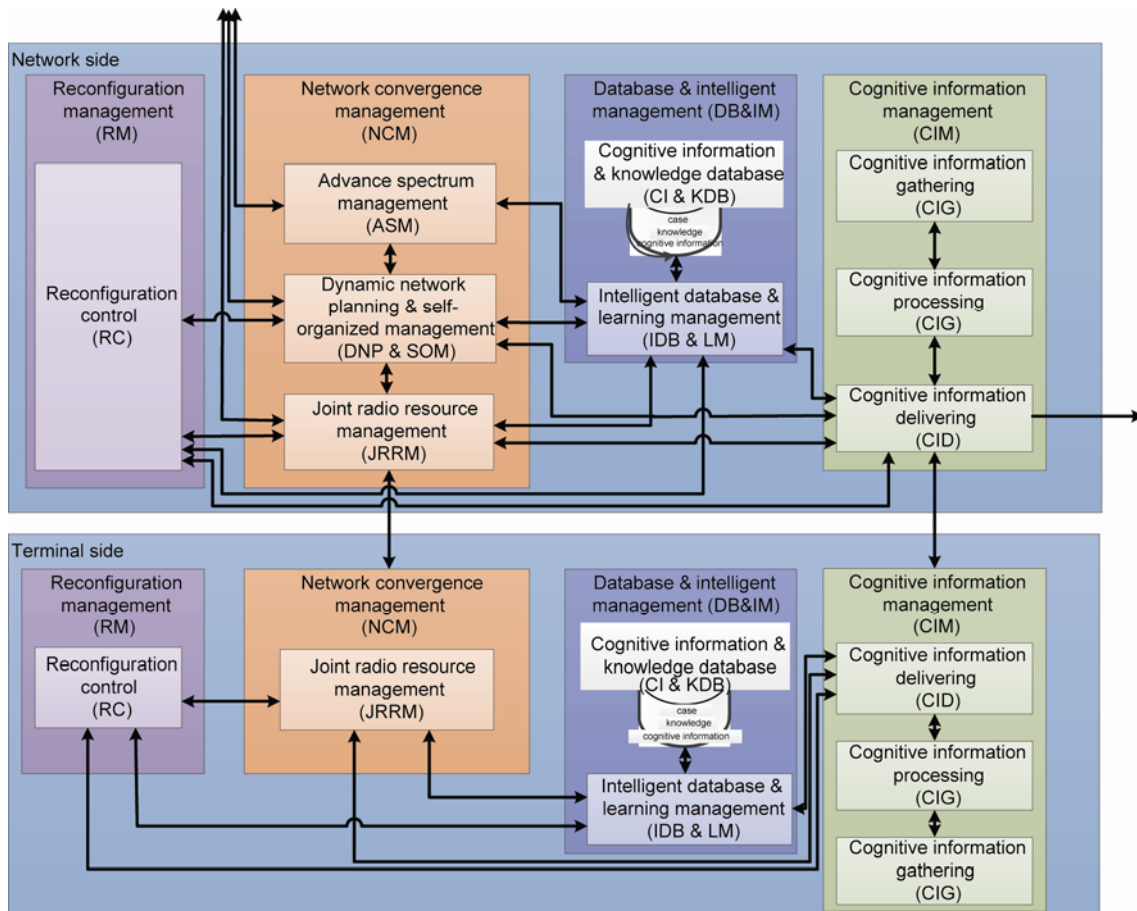 Network side
Reconfiguration
management
(RM)
Reconfiguration
control
(RC)
Network convergence
management
(NCM)
Advance spectrum
management
(ASM)
Dynamic network
planning & self-
organized management
(DNP & SOM)
Joint radio resource
management
(JRRM)
Database & intelligent
management (DB&IM)
Cognitive information
& knowledge database
(CI & KDB)
case
knowledge
cognitive information
Intelligent database &
learning management
(IDB & LM)
Cognitive information
management
(CIM)
Cognitive information
gathering
(CIG)
Cognitive information
processing
(CIG)
Cognitive information
delivering
(CID)
Terminal side
Reconfiguration
management
(RM)
Reconfiguration
control
(RC)
Network convergence
management
(NCM)
Joint radio resource
management
(JRRM)
Database & intelligent
management (DB&IM)
Cognitive information &
knowledge database
(CI & KDB)
case
knowledge
cognitive information
Intelligent database &
learning management
(IDB & LM)
Cognitive information
management
(CIM)
Cognitive information
delivering
(CID)
Cognitive information
processing
(CIG)
Cognitive information
gathering
(CIG)